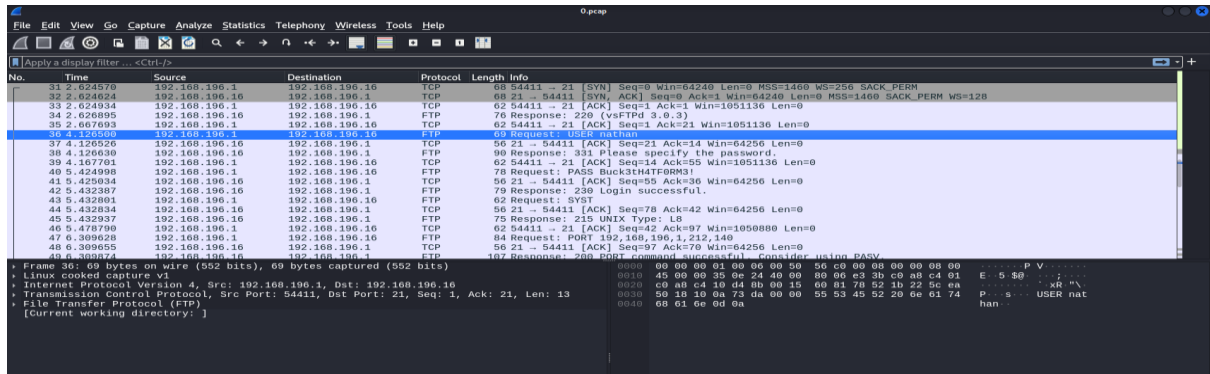 0.pcap
File Edit View Go Capture Analyze Statistics Telephony Wireless Tools Help
Apply a display filter ... <Ctrl-/>
No. Time Source Destination Protocol Length Info
31 2.624570 192.168.196.1 192.168.196.16 TCP 68 54411 → 21 [SYN] Seq=0 Win=64240 Len=0 MSS=1460 WS=256 SACK_PERM
32 2.624624 192.168.196.16 192.168.196.1 TCP 68 21 → 54411 [SYN, ACK] Seq=0 Ack=1 Win=64240 Len=0 MSS=1460 SACK_PERM WS=128
33 2.624934 192.168.196.1 192.168.196.16 TCP 62 54411 → 21 [ACK] Seq=1 Ack=1 Win=1051136 Len=0
34 2.626895 192.168.196.16 192.168.196.1 FTP 76 Response: 220 (vsFTPd 3.0.3)
35 2.667693 192.168.196.1 192.168.196.16 TCP 62 54411 → 21 [ACK] Seq=1 Ack=21 Win=1051136 Len=0
36 4.126500 192.168.196.1 192.168.196.16 FTP 69 Request: USER nathan
37 4.126526 192.168.196.16 192.168.196.1 TCP 56 21 → 54411 [ACK] Seq=21 Ack=14 Win=64256 Len=0
38 4.126630 192.168.196.16 192.168.196.1 FTP 90 Response: 331 Please specify the password.
39 4.167701 192.168.196.1 192.168.196.16 TCP 62 54411 → 21 [ACK] Seq=14 Ack=55 Win=1051136 Len=0
40 5.424998 192.168.196.1 192.168.196.16 FTP 78 Request: PASS Buck3tH4TF0RM3!
41 5.425034 192.168.196.16 192.168.196.1 TCP 56 21 → 54411 [ACK] Seq=55 Ack=36 Win=64256 Len=0
42 5.432387 192.168.196.16 192.168.196.1 FTP 79 Response: 230 Login successful.
43 5.432801 192.168.196.1 192.168.196.16 FTP 62 Request: SYST
44 5.432834 192.168.196.16 192.168.196.1 TCP 56 21 → 54411 [ACK] Seq=78 Ack=42 Win=64256 Len=0
45 5.432937 192.168.196.16 192.168.196.1 FTP 75 Response: 215 UNIX Type: L8
46 5.478790 192.168.196.1 192.168.196.16 TCP 62 54411 → 21 [ACK] Seq=42 Ack=97 Win=1050880 Len=0
47 6.309628 192.168.196.1 192.168.196.16 FTP 84 Request: PORT 192,168,196,1,212,140
48 6.309655 192.168.196.16 192.168.196.1 TCP 56 21 → 54411 [ACK] Seq=97 Ack=70 Win=64256 Len=0
49 6.309874 192.168.196.16 192.168.196.1 FTP 107 Response: 200 PORT command successful. Consider using PASV.
Frame 36: 69 bytes on wire (552 bits), 69 bytes captured (552 bits)
Linux cooked capture v1
Internet Protocol Version 4, Src: 192.168.196.1, Dst: 192.168.196.16
Transmission Control Protocol, Src Port: 54411, Dst Port: 21, Seq: 1, Ack: 21, Len: 13
File Transfer Protocol (FTP)
[Current working directory: ]
0000 00 00 00 01 00 06 00 50 56 c0 00 08 00 00 08 00 ·······P V·······
0010 45 00 00 35 0e 24 40 00 80 06 e3 3b c0 a8 c4 01 E··5·$@· ···;····
0020 c0 a8 c4 10 d4 8b 00 15 60 81 78 52 1b 22 5c ea ········ `·xR·"\·
0030 50 18 10 0a 73 da 00 00 55 53 45 52 20 6e 61 74 P···s··· USER nat
0040 68 61 6e 0d 0a han··